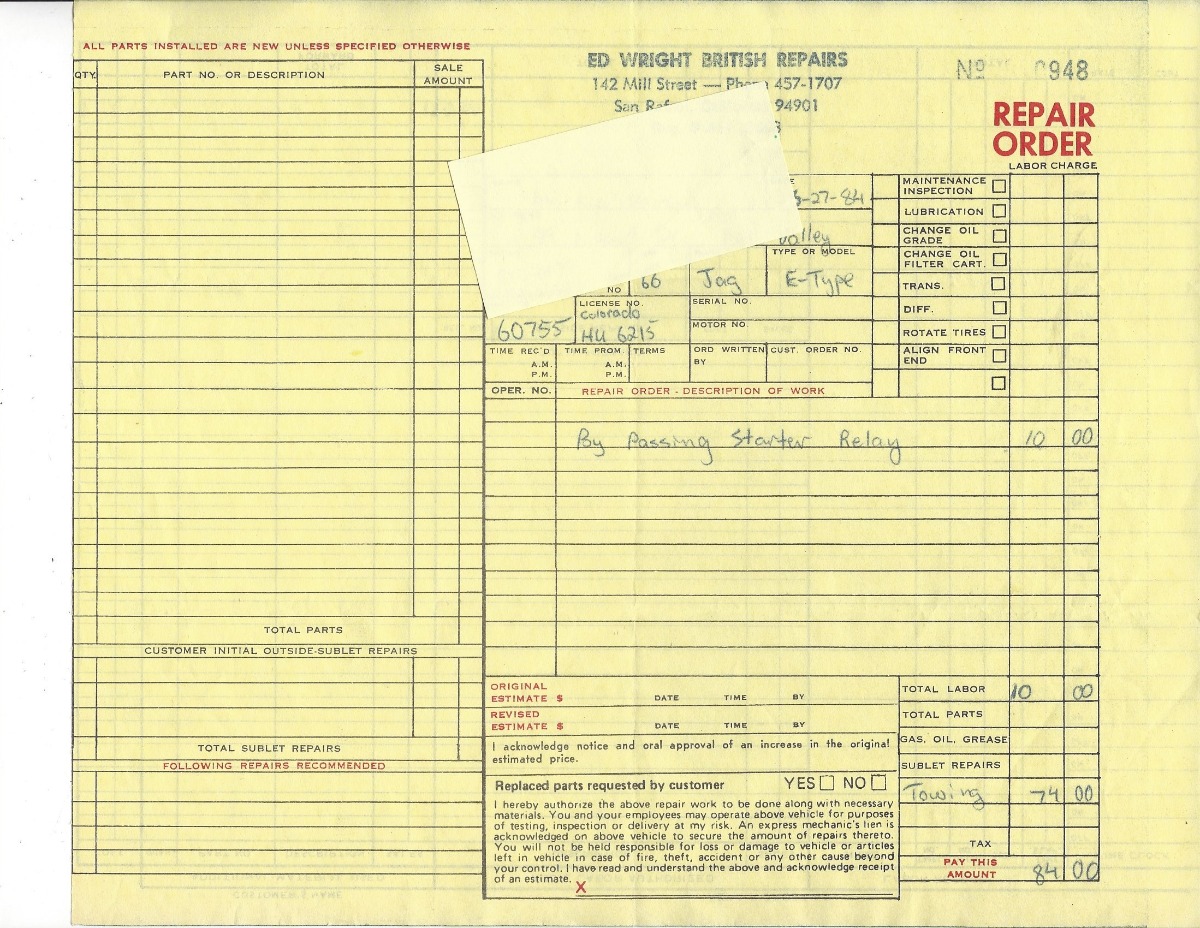 ALL PARTS INSTALLED ARE NEW UNLESS SPECIFIED OTHERWISE
QTY. PART NO. OR DESCRIPTION SALE AMOUNT
TOTAL PARTS
CUSTOMER INITIAL OUTSIDE-SUBLET REPAIRS
TOTAL SUBLET REPAIRS
FOLLOWING REPAIRS RECOMMENDED
ED WRIGHT BRITISH REPAIRS
142 Mill Street — Phone 457-1707
San 94901
Nº 948
REPAIR
ORDER
LABOR CHARGE
-27-84
valley
TYPE OR MODEL
NO 66 Jag E-Type
LICENSE NO. SERIAL NO.
Colorado
60755 HU 6215 MOTOR NO.
TIME REC'D TIME PROM. TERMS ORD WRITTEN BY CUST. ORDER NO.
A.M. A.M.
P.M. P.M.
MAINTENANCE INSPECTION
LUBRICATION
CHANGE OIL GRADE
CHANGE OIL FILTER CART.
TRANS.
DIFF.
ROTATE TIRES
ALIGN FRONT END
OPER. NO. REPAIR ORDER - DESCRIPTION OF WORK
By Passing Starter Relay 10 00
ORIGINAL
ESTIMATE $ DATE TIME BY
REVISED
ESTIMATE $ DATE TIME BY
I acknowledge notice and oral approval of an increase in the original
estimated price.
Replaced parts requested by customer YES NO
I hereby authorize the above repair work to be done along with necessary
materials. You and your employees may operate above vehicle for purposes
of testing, inspection or delivery at my risk. An express mechanic's lien is
acknowledged on above vehicle to secure the amount of repairs thereto.
You will not be held responsible for loss or damage to vehicle or articles
left in vehicle in case of fire, theft, accident or any other cause beyond
your control. I have read and understand the above and acknowledge receipt
of an estimate. X
TOTAL LABOR 10 00
TOTAL PARTS
GAS, OIL, GREASE
SUBLET REPAIRS
Towing 74 00
TAX
PAY THIS AMOUNT 84 00